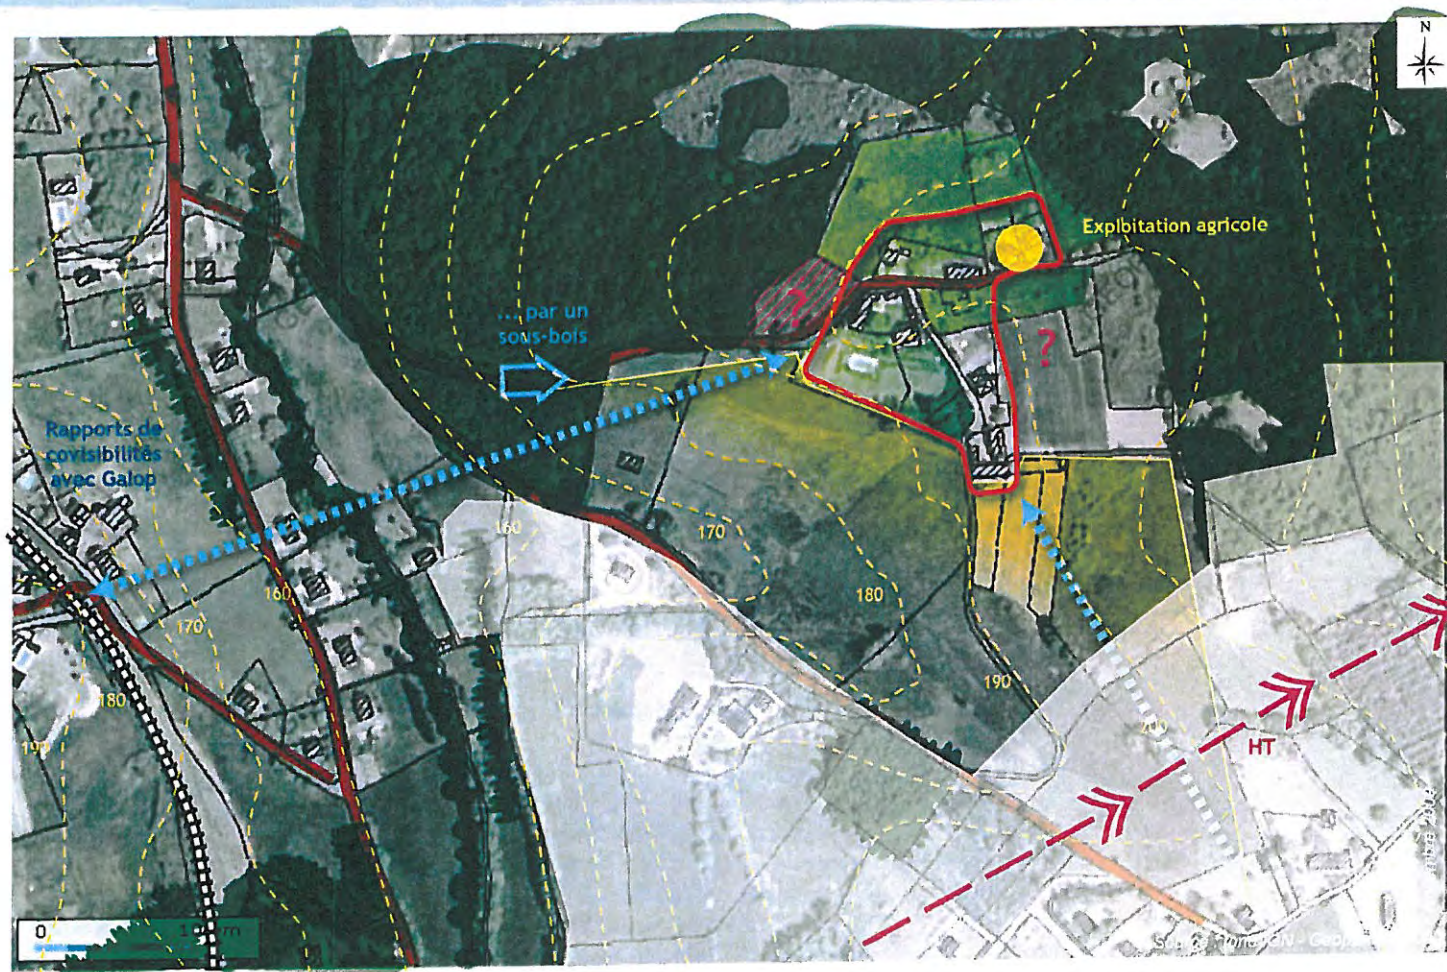 N
Exploitation agricole
... par un
sous-bois
?
?
Rapports de
covisibilités
avec Galop
160
170
160
170
180
180
190
190
HT
0